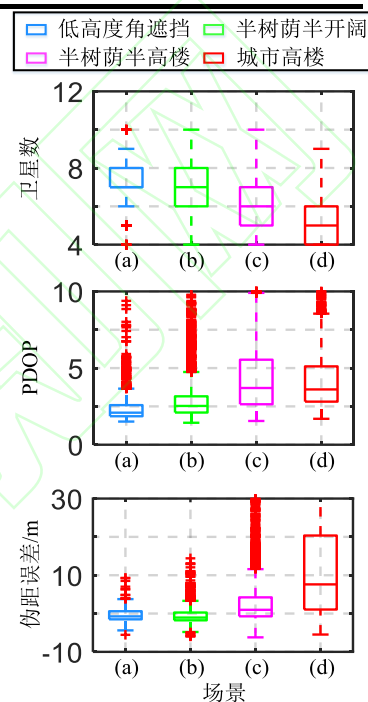 低高度角遮挡 半树荫半开阔
半树荫半高楼 城市高楼
12
8
4
卫星数
(a) (b) (c) (d)
10
5
0
PDOP
(a) (b) (c) (d)
30
10
-10
伪距误差/m
(a) (b) (c) (d)
场景